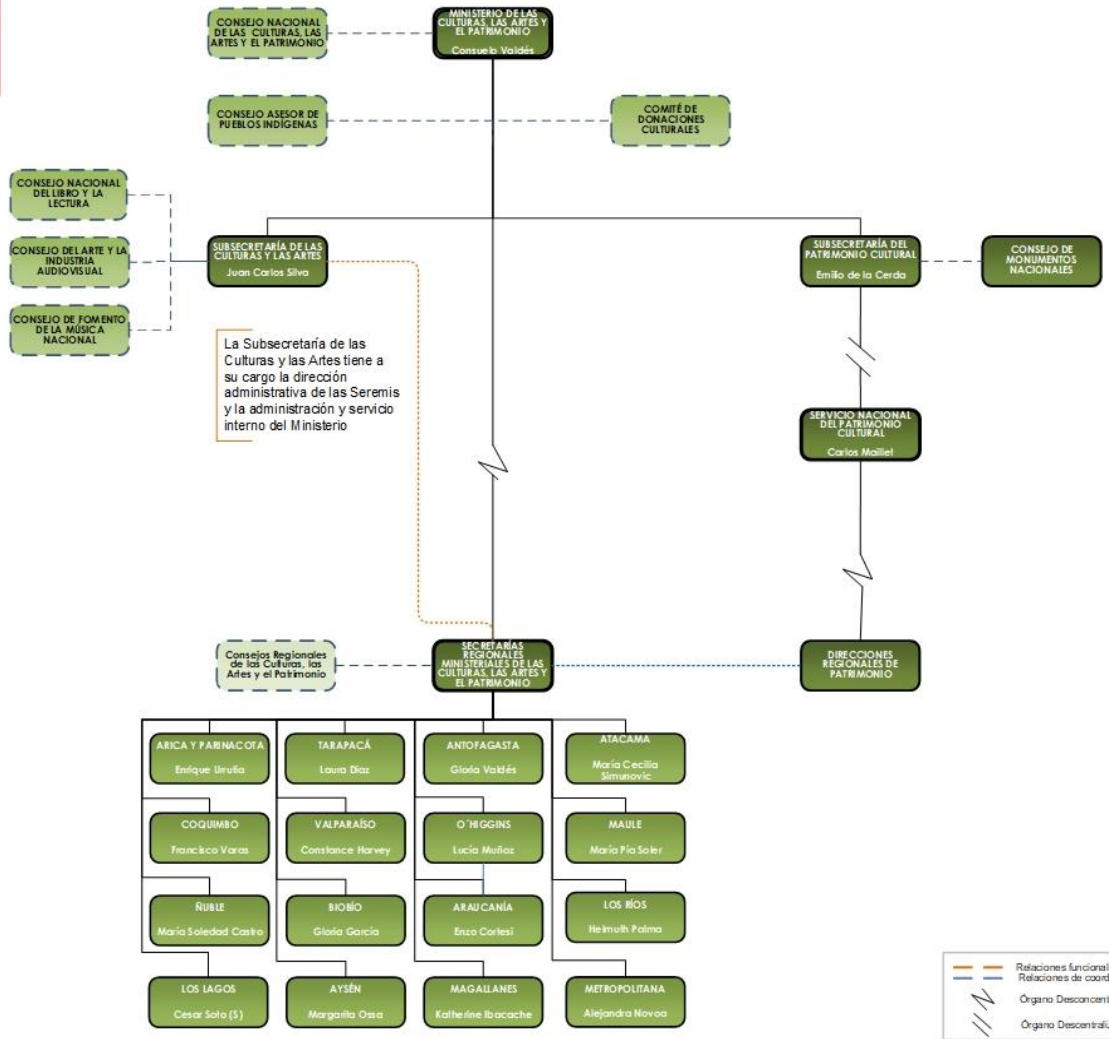 CONSEJO NACIONAL
DE LAS CULTURAS, LAS
ARTES Y EL PATRIMONIO
MINISTERIO DE LAS
CULTURAS, LAS ARTES Y
EL PATRIMONIO
Consuelo Valdés
CONSEJO ASESOR DE
PUEBLOS INDÍGENAS
COMITÉ DE
DONACIONES
CULTURALES
CONSEJO NACIONAL
DEL LIBRO Y LA
LECTURA
CONSEJO DEL ARTE Y LA
INDUSTRIA
AUDIOVISUAL
CONSEJO DE FOMENTO
DE LA MÚSICA
NACIONAL
SUBSECRETARÍA DE LAS
CULTURAS Y LAS ARTES
Juan Carlos Silva
SUBSECRETARÍA DEL
PATRIMONIO CULTURAL
Emilio de la Cerda
CONSEJO DE
MONUMENTOS
NACIONALES
La Subsecretaría de las
Culturas y las Artes tiene a
su cargo la dirección
administrativa de las Seremis
y la administración y servicio
interno del Ministerio
SERVICIO NACIONAL
DEL PATRIMONIO
CULTURAL
Carlos Maillet
Consejos Regionales
de las Culturas, las
Artes y el Patrimonio
SECRETARÍAS
REGIONALES
MINISTERIALES DE LAS
CULTURAS, LAS ARTES Y
EL PATRIMONIO
DIRECCIONES
REGIONALES DE
PATRIMONIO
ARICA Y PARINACOTA
Enrique Urrutia
TARAPACÁ
Laura Díaz
ANTOFAGASTA
Gloria Valdés
ATACAMA
María Cecilia
Simunovic
COQUIMBO
Francisco Varas
VALPARAÍSO
Constance Harvey
O´HIGGINS
Lucía Muñoz
MAULE
María Pía Soler
ÑUBLE
María Soledad Castro
BIOBÍO
Gloria García
ARAUCANÍA
Enzo Cortesi
LOS RÍOS
Helmuth Palma
LOS LAGOS
Cesar Soto (S)
AYSÉN
Margarita Ossa
MAGALLANES
Katherine Ibacache
METROPOLITANA
Alejandra Novoa
Relaciones funcional
Relaciones de coord
Órgano Desconcent
Órgano Descentrali